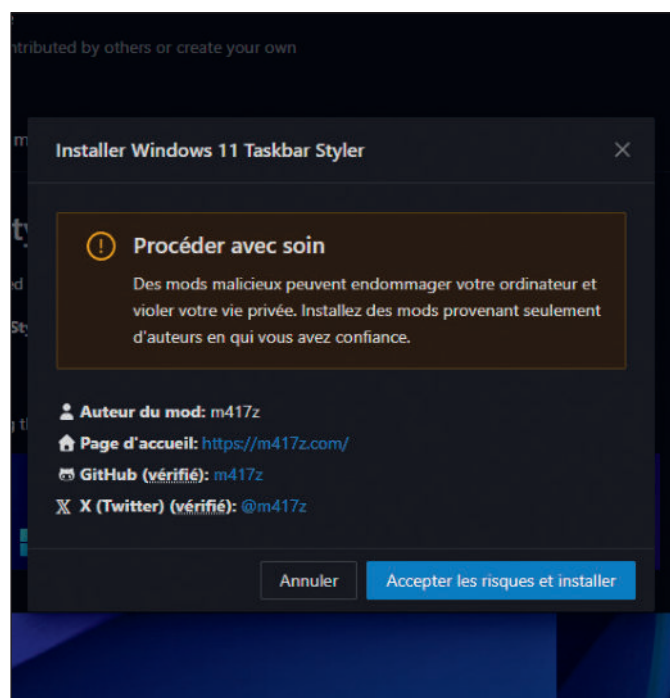 ntributed by others or create your own
Installer Windows 11 Taskbar Styler
Procéder avec soin
Des mods malicieux peuvent endommager votre ordinateur et
violer votre vie privée. Installez des mods provenant seulement
d'auteurs en qui vous avez confiance.
Auteur du mod: m417z
Page d'accueil: https://m417z.com/
GitHub (vérifié): m417z
X (Twitter) (vérifié): @m417z
Annuler
Accepter les risques et installer